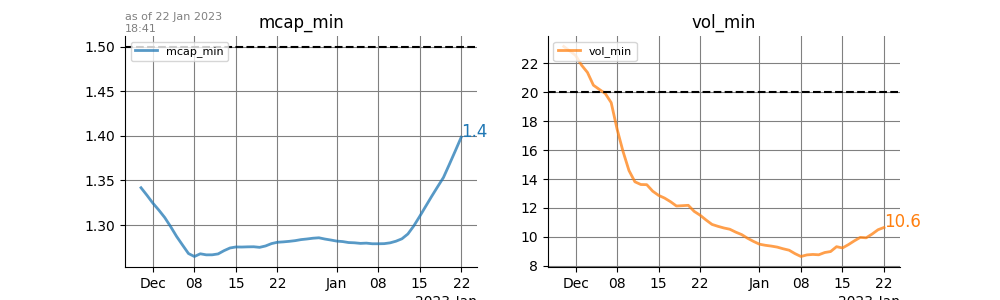 as of 22 Jan 2023
18:41
mcap_min
mcap_min
1.50
1.45
1.40
1.35
1.30
1.4
Dec 08 15 22 Jan 08 15 22
2023-Jan
vol_min
vol_min
22
20
18
16
14
12
10
8
10.6
Dec 08 15 22 Jan 08 15 22
2023-Jan